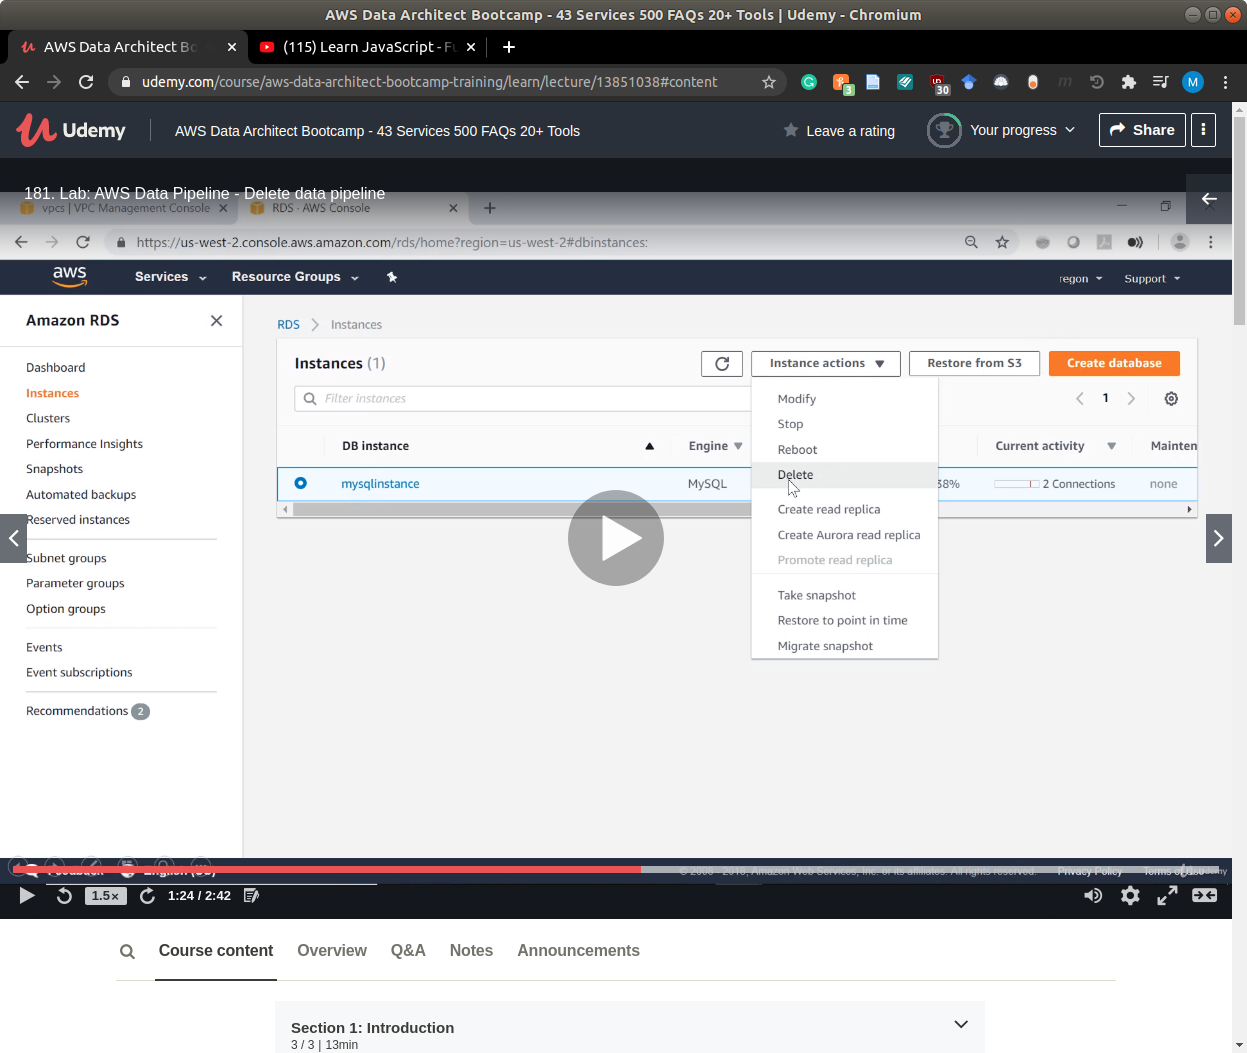 AWS Data Architect Bootcamp - 43 Services 500 FAQs 20+ Tools | Udemy - Chromium
AWS Data Architect Bo
(115) Learn JavaScript - Fu
udemy.com/course/aws-data-architect-bootcamp-training/learn/lecture/13851038#content
3
30
M
Udemy
AWS Data Architect Bootcamp - 43 Services 500 FAQs 20+ Tools
Leave a rating
Your progress
Share
181. Lab: AWS Data Pipeline - Delete data pipeline
vpcs | VPC Management Console
RDS · AWS Console
https://us-west-2.console.aws.amazon.com/rds/home?region=us-west-2#dbinstances:
aws
Services
Resource Groups
regon
Support
Amazon RDS
Dashboard
Instances
Clusters
Performance Insights
Snapshots
Automated backups
Reserved instances
Subnet groups
Parameter groups
Option groups
Events
Event subscriptions
Recommendations 2
RDS
Instances
Instances (1)
Instance actions
Restore from S3
Create database
Filter instances
1
DB instance
Engine
Current activity
Mainten
mysqlinstance
MySQL
38%
2 Connections
none
Modify
Stop
Reboot
Delete
Create read replica
Create Aurora read replica
Promote read replica
Take snapshot
Restore to point in time
Migrate snapshot
1.5×
1:24 / 2:42
Course content
Overview
Q&A
Notes
Announcements
Section 1: Introduction
3 / 3 | 13min